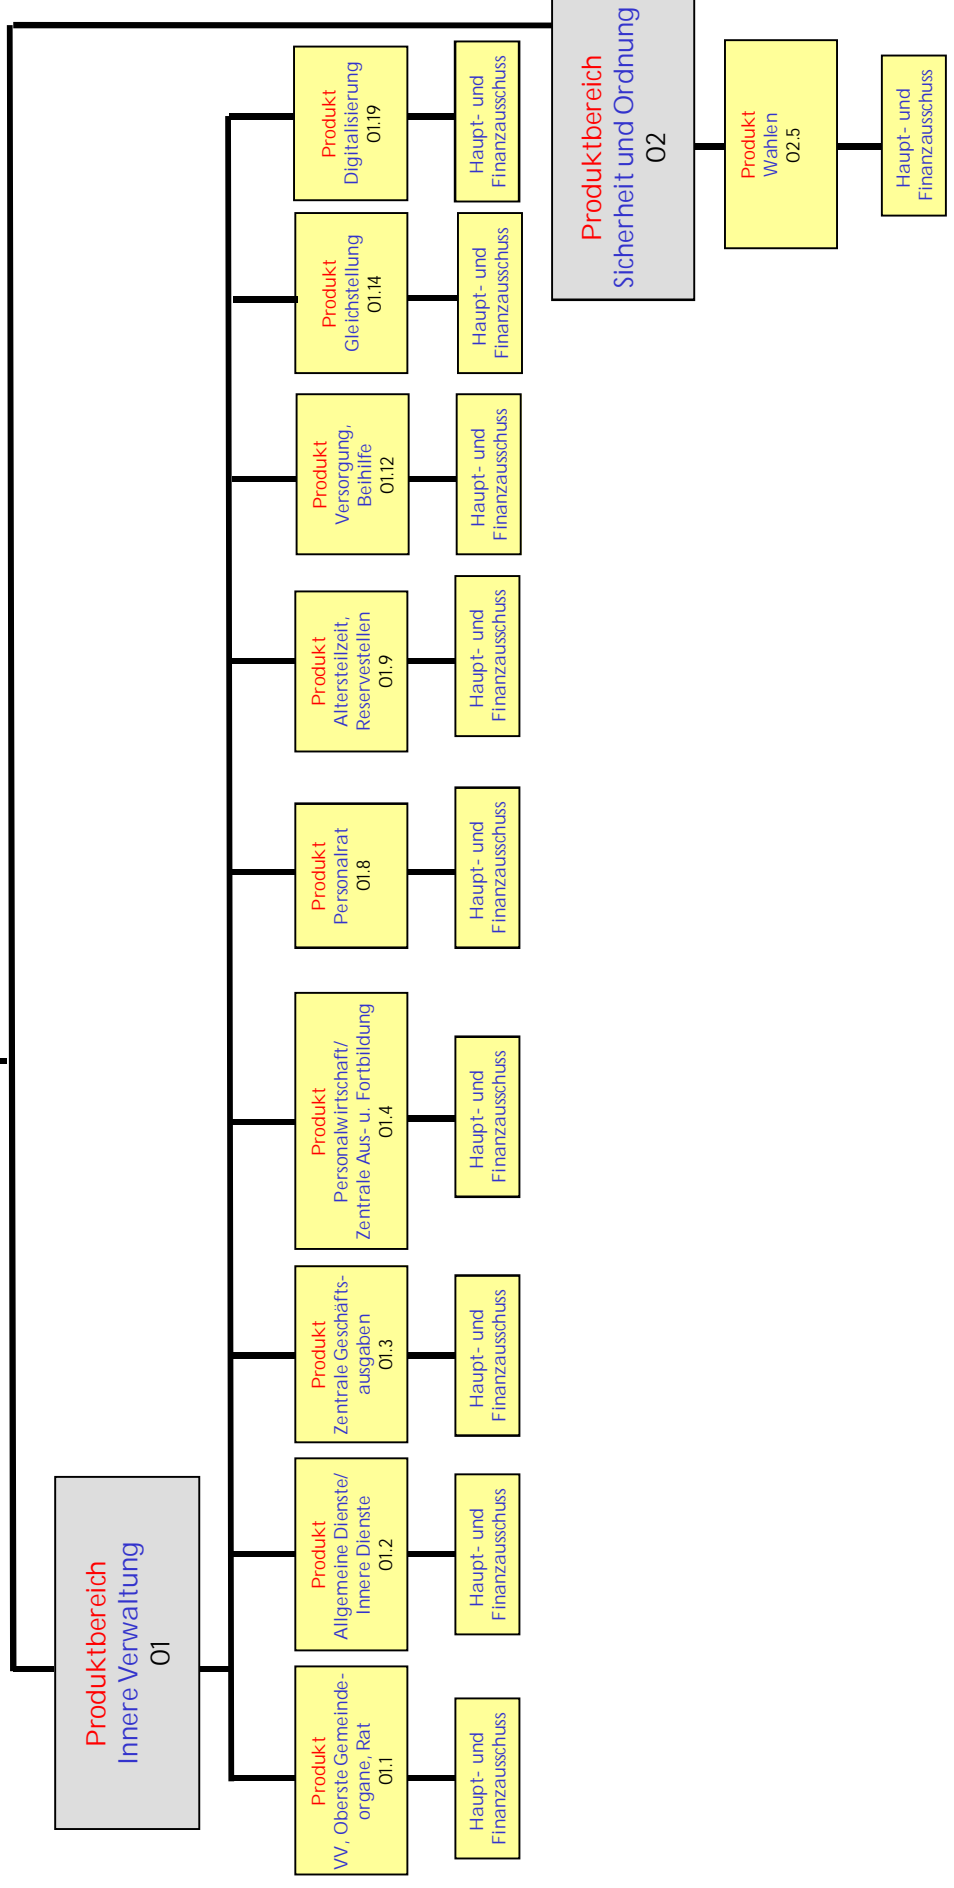 Produktbereich
Innere Verwaltung
01
Produkt
VV, Oberste Gemeinde-
organe, Rat
01.1
Haupt- und
Finanzausschuss
Produkt
Allgemeine Dienste/
Innere Dienste
01.2
Haupt- und
Finanzausschuss
Produkt
Zentrale Geschäfts-
ausgaben
01.3
Haupt- und
Finanzausschuss
Produkt
Personalwirtschaft/
Zentrale Aus- u. Fortbildung
01.4
Haupt- und
Finanzausschuss
Produkt
Personalrat
01.8
Haupt- und
Finanzausschuss
Produkt
Altersteilzeit,
Reservestellen
01.9
Haupt- und
Finanzausschuss
Produkt
Versorgung,
Beihilfe
01.12
Haupt- und
Finanzausschuss
Produkt
Gleichstellung
01.14
Haupt- und
Finanzausschuss
Produkt
Digitalisierung
01.19
Haupt- und
Finanzausschuss
Produktbereich
Sicherheit und Ordnung
02
Produkt
Wahlen
02.5
Haupt- und
Finanzausschuss